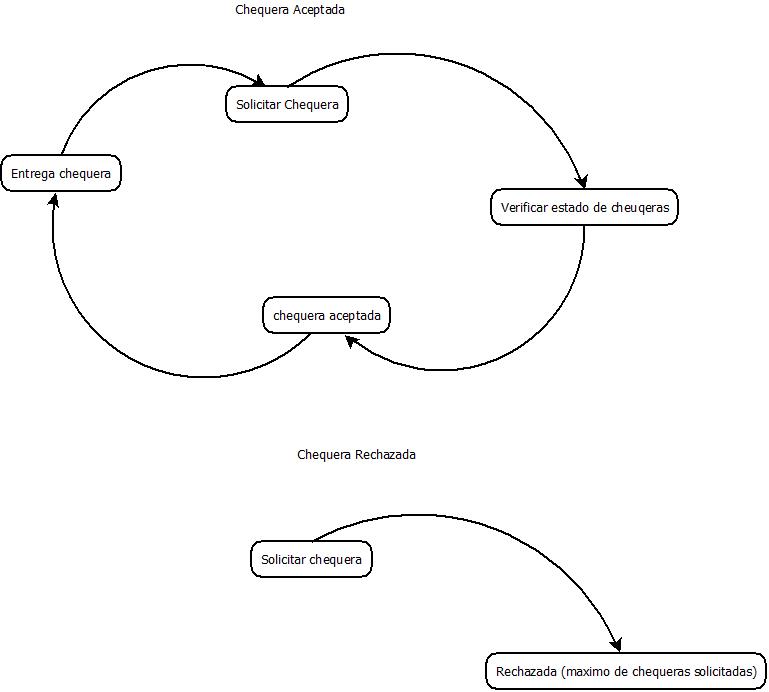 Chequera Aceptada
Solicitar Chequera
Entrega chequera
Verificar estado de cheuqeras
chequera aceptada
Chequera Rechazada
Solicitar chequera
Rechazada (maximo de chequeras solicitadas)